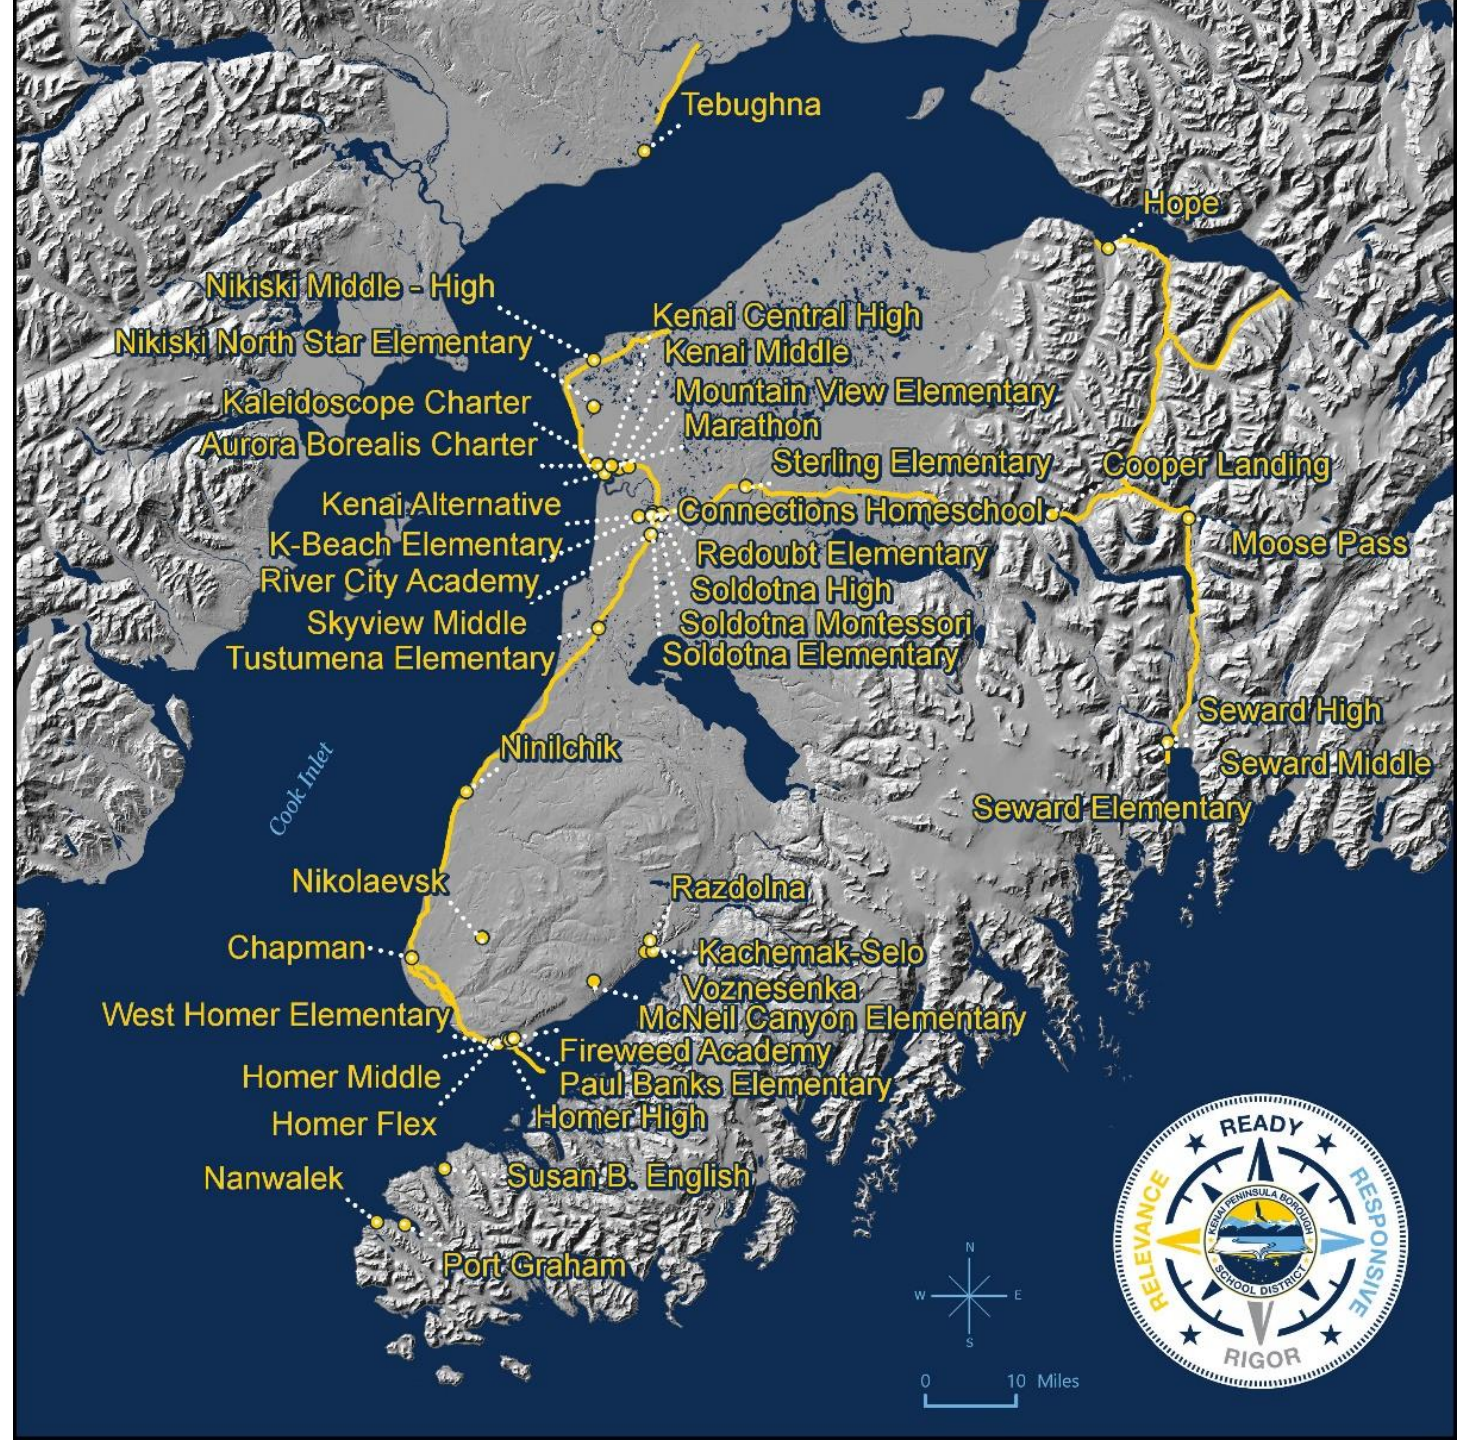 Tebughna
Hope
Nikiski Middle - High
Kenai Central High
Nikiski North Star Elementary
Kenai Middle
Mountain View Elementary
Kaleidoscope Charter
Marathon
Aurora Borealis Charter
Sterling Elementary
Cooper Landing
Kenai Alternative
Connections Homeschool
K-Beach Elementary
Moose Pass
Redoubt Elementary
River City Academy
Soldotna High
Skyview Middle
Soldotna Montessori
Tustumena Elementary
Soldotna Elementary
Seward High
Ninilchik
Seward Middle
Cook Inlet
Seward Elementary
Nikolaevsk
Razdolna
Chapman
Kachemak-Selo
Voznesenka
West Homer Elementary
McNeil Canyon Elementary
Fireweed Academy
Homer Middle
Paul Banks Elementary
Homer High
Homer Flex
Nanwalek
Susan B. English
Port Graham
READY
RELEVANCE
RESPONSIVE
KENAI PENINSULA BOROUGH
SCHOOL DISTRICT
RIGOR
N
W E
S
0 10 Miles